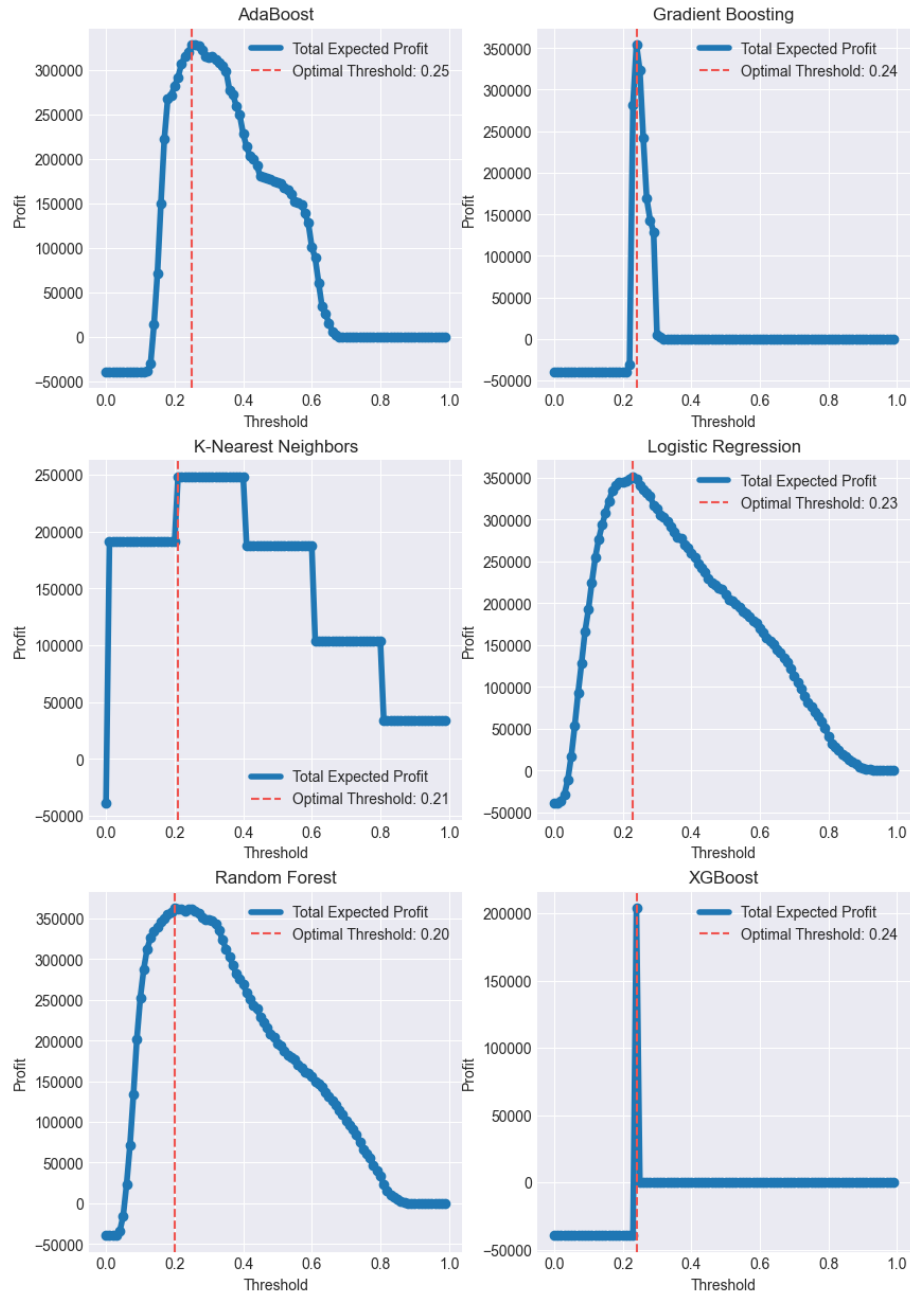 AdaBoost
Total Expected Profit
Optimal Threshold: 0.25
Profit
300000
250000
200000
150000
100000
50000
0
−50000
0.0 0.2 0.4 0.6 0.8 1.0
Threshold
Gradient Boosting
Total Expected Profit
Optimal Threshold: 0.24
Profit
350000
300000
250000
200000
150000
100000
50000
0
−50000
0.0 0.2 0.4 0.6 0.8 1.0
Threshold
K-Nearest Neighbors
Profit
250000
200000
150000
100000
50000
0
−50000
Total Expected Profit
Optimal Threshold: 0.21
0.0 0.2 0.4 0.6 0.8 1.0
Threshold
Logistic Regression
Total Expected Profit
Optimal Threshold: 0.23
Profit
350000
300000
250000
200000
150000
100000
50000
0
−50000
0.0 0.2 0.4 0.6 0.8 1.0
Threshold
Random Forest
Total Expected Profit
Optimal Threshold: 0.20
Profit
350000
300000
250000
200000
150000
100000
50000
0
−50000
0.0 0.2 0.4 0.6 0.8 1.0
Threshold
XGBoost
Total Expected Profit
Optimal Threshold: 0.24
Profit
200000
150000
100000
50000
0
−50000
0.0 0.2 0.4 0.6 0.8 1.0
Threshold